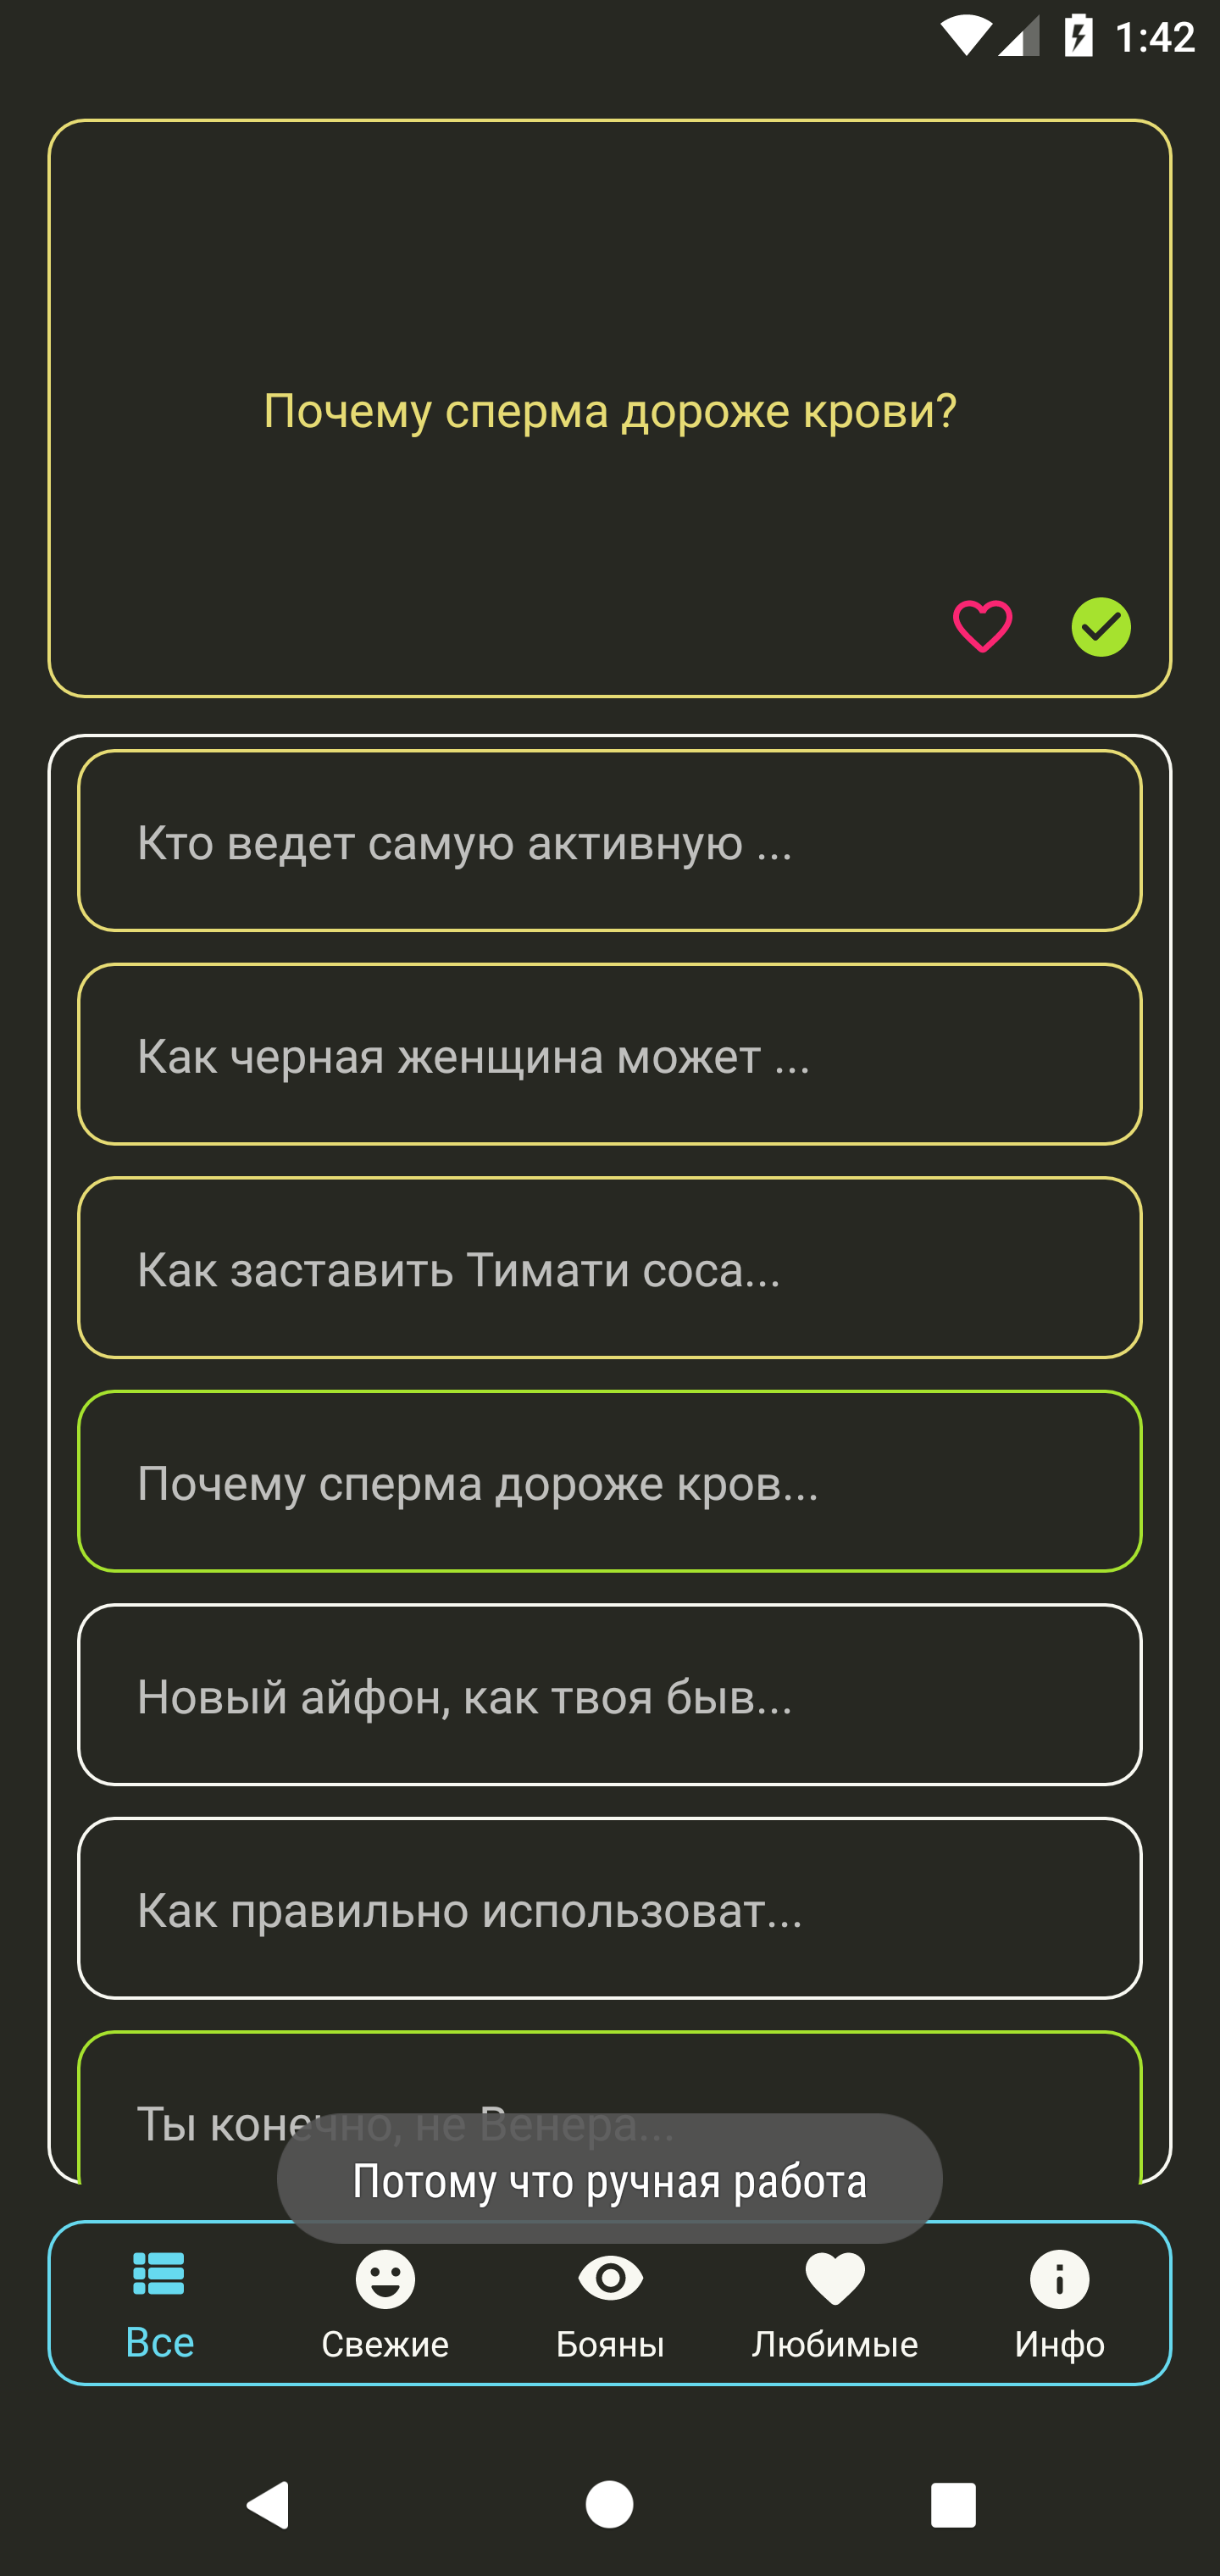 1:42
Почему сперма дороже крови?
Кто ведет самую активную ...
Как черная женщина может ...
Как заставить Тимати соса...
Почему сперма дороже кров...
Новый айфон, как твоя быв...
Как правильно использоват...
Ты конечно, не Венера...
Потому что ручная работа
Все
Свежие
Бояны
Любимые
Инфо